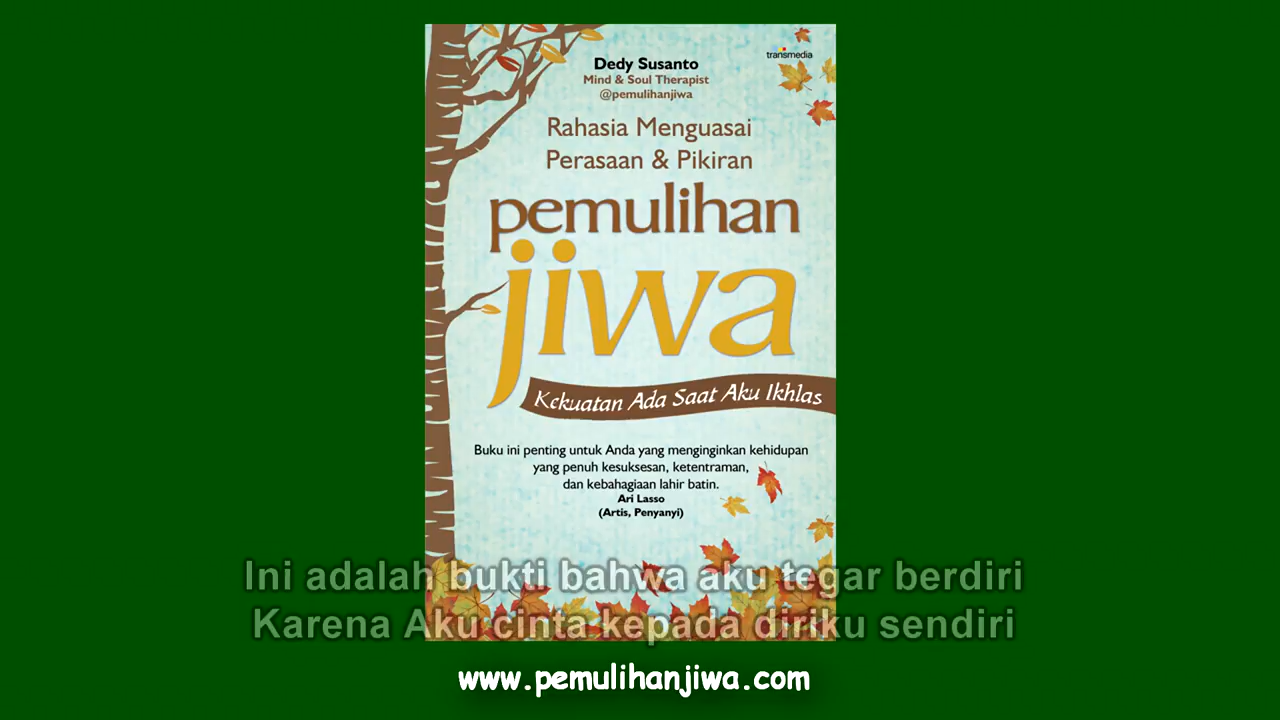 transmedia
Dedy Susanto
Mind & Soul Therapist
@pemulihanjiwa
Rahasia Menguasai
Perasaan & Pikiran
pemulihan
jiwa
Kekuatan Ada Saat Aku Ikhlas
Buku ini penting untuk Anda yang menginginkan kehidupan
yang penuh kesuksesan, ketentraman,
dan kebahagiaan lahir batin.
Ari Lasso
(Artis, Penyanyi)
Ini adalah bukti bahwa aku tegar berdiri
Karena Aku cinta kepada diriku sendiri
www.pemulihanjiwa.com